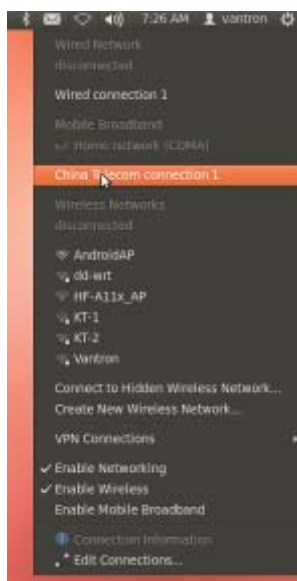 7:26 AM vantron
Wired Network
disconnected
Wired connection 1
Mobile Broadband
Home network (CDMA)
China Telecom connection 1
Wireless Networks
disconnected
AndroidAP
dd-wrt
HF-A11x_AP
KT-1
KT-2
Vantron
Connect to Hidden Wireless Network...
Create New Wireless Network...
VPN Connections
Enable Networking
Enable Wireless
Enable Mobile Broadband
Connection Information
Edit Connections...